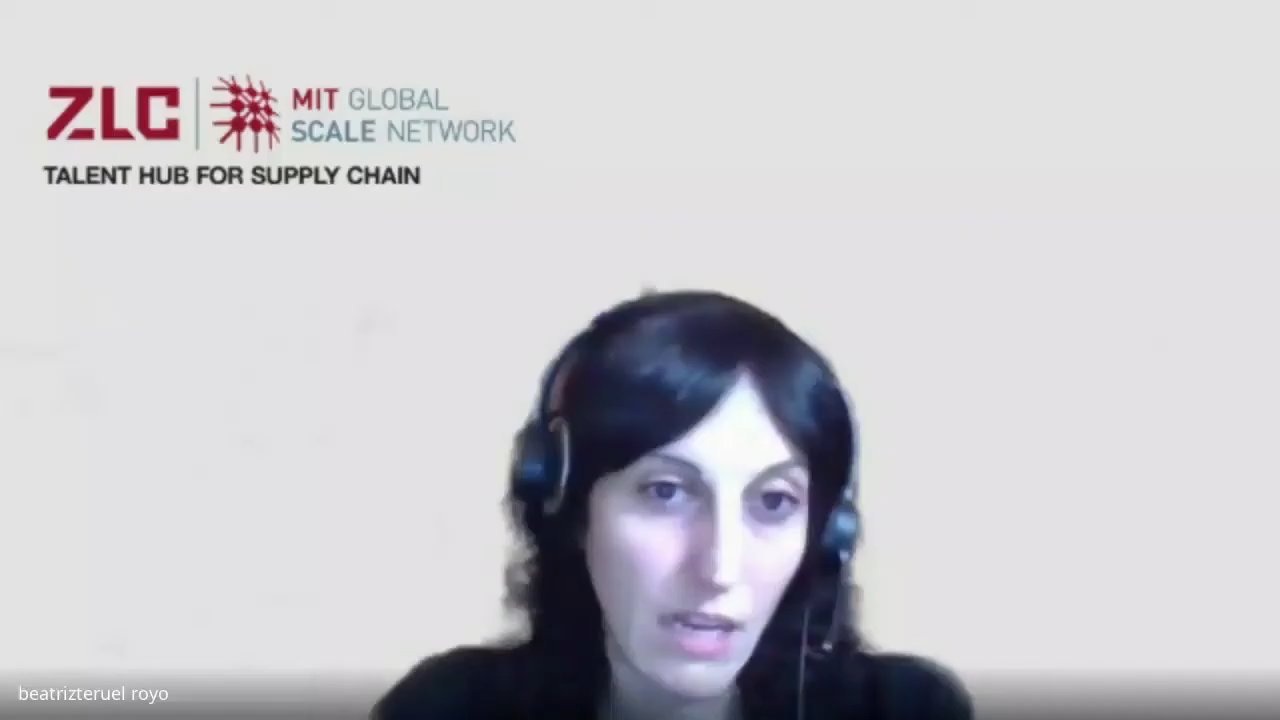 ZLC MIT GLOBAL
SCALE NETWORK
TALENT HUB FOR SUPPLY CHAIN
beatrizteruel royo